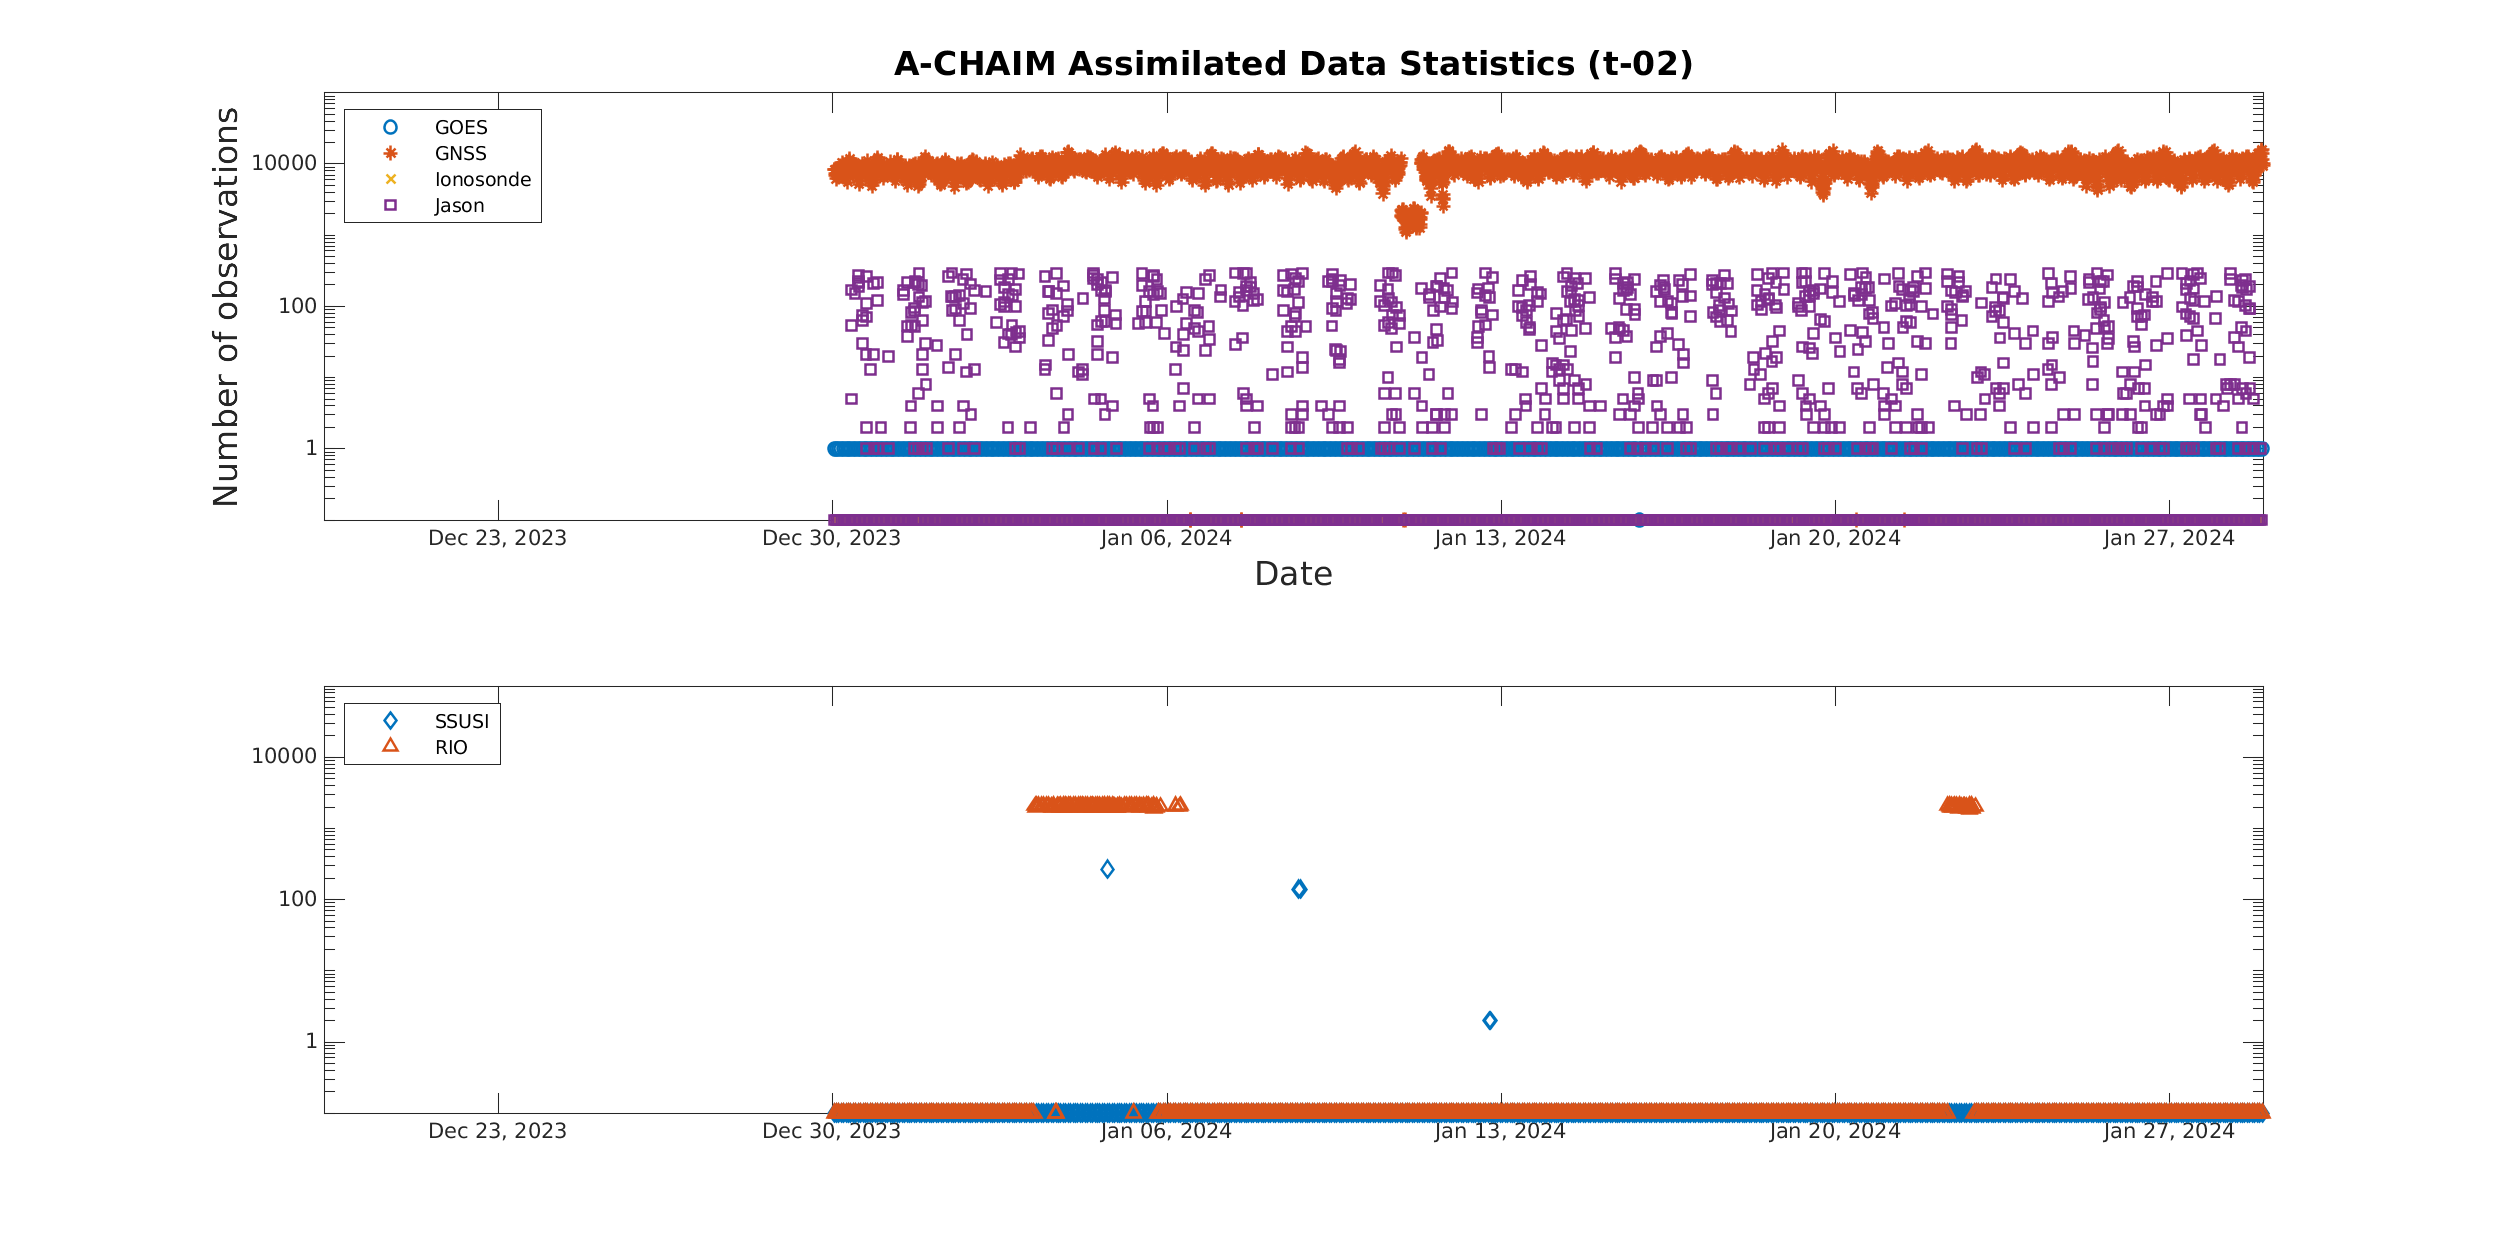 A-CHAIM Assimilated Data Statistics (t-02)
Number of observations
10000
100
1
GOES
GNSS
Ionosonde
Jason
Dec 23, 2023
Dec 30, 2023
Jan 06, 2024
Jan 13, 2024
Jan 20, 2024
Jan 27, 2024
Date
10000
100
1
SSUSI
RIO
Dec 23, 2023
Dec 30, 2023
Jan 06, 2024
Jan 13, 2024
Jan 20, 2024
Jan 27, 2024